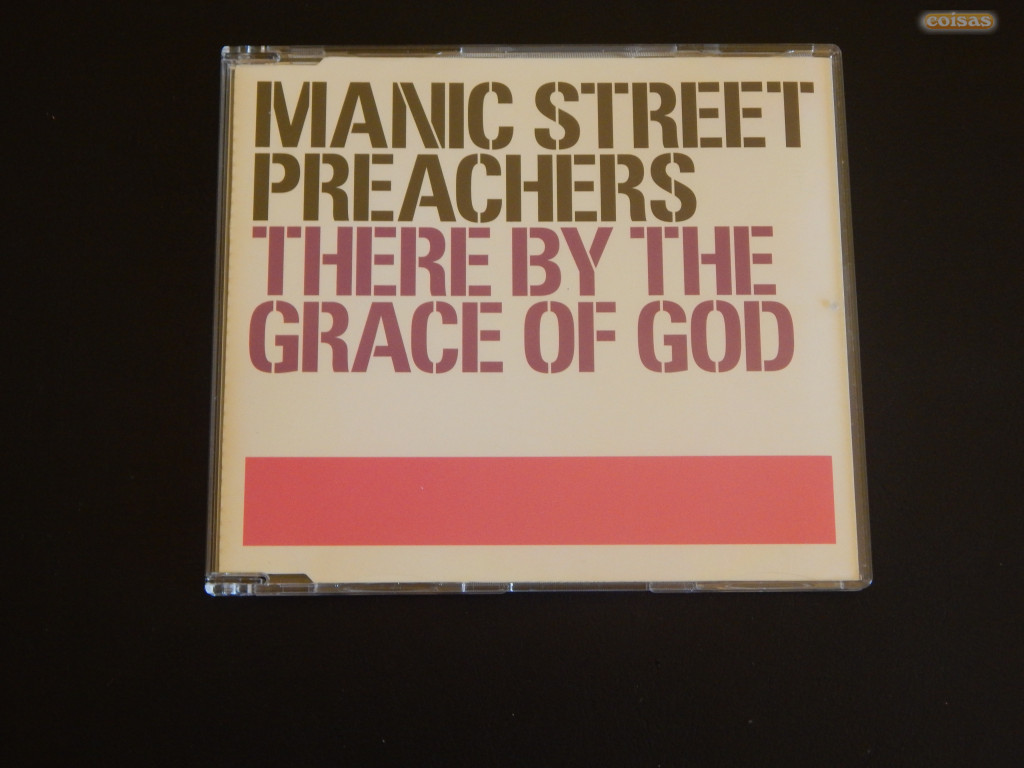 coisas
MANIC STREET
PREACHERS
THERE BY THE
GRACE OF GOD